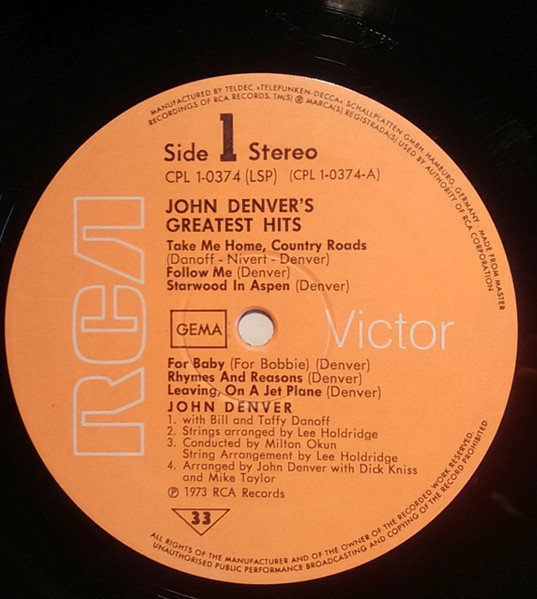 MANUFACTURED BY TELDEC »TELEFUNKEN-DECCA« SCHALLPLATTEN GMBH, HAMBURG, GERMANY · MADE FROM MASTER
RECORDINGS OF RCA RECORDS. TM(S) ® MARCA(S) REGISTRADA(S) USED BY AUTHORITY OF RCA CORPORATION
Side 1 Stereo
CPL 1-0374 (LSP) (CPL 1-0374-A)
JOHN DENVER'S
GREATEST HITS
Take Me Home, Country Roads
(Danoff - Nivert - Denver)
Follow Me (Denver)
Starwood In Aspen (Denver)
RCA
GEMA
Victor
For Baby (For Bobbie) (Denver)
Rhymes And Reasons (Denver)
Leaving, On A Jet Plane (Denver)
JOHN DENVER
1. with Bill and Taffy Danoff
2. Strings arranged by Lee Holdridge
3. Conducted by Milton Okun
String Arrangement by Lee Holdridge
4. Arranged by John Denver with Dick Kniss
and Mike Taylor
℗ 1973 RCA Records
33
ALL RIGHTS OF THE MANUFACTURER AND OF THE OWNER OF THE RECORDED WORK RESERVED.
UNAUTHORISED PUBLIC PERFORMANCE BROADCASTING AND COPYING OF THE RECORD PROHIBITED